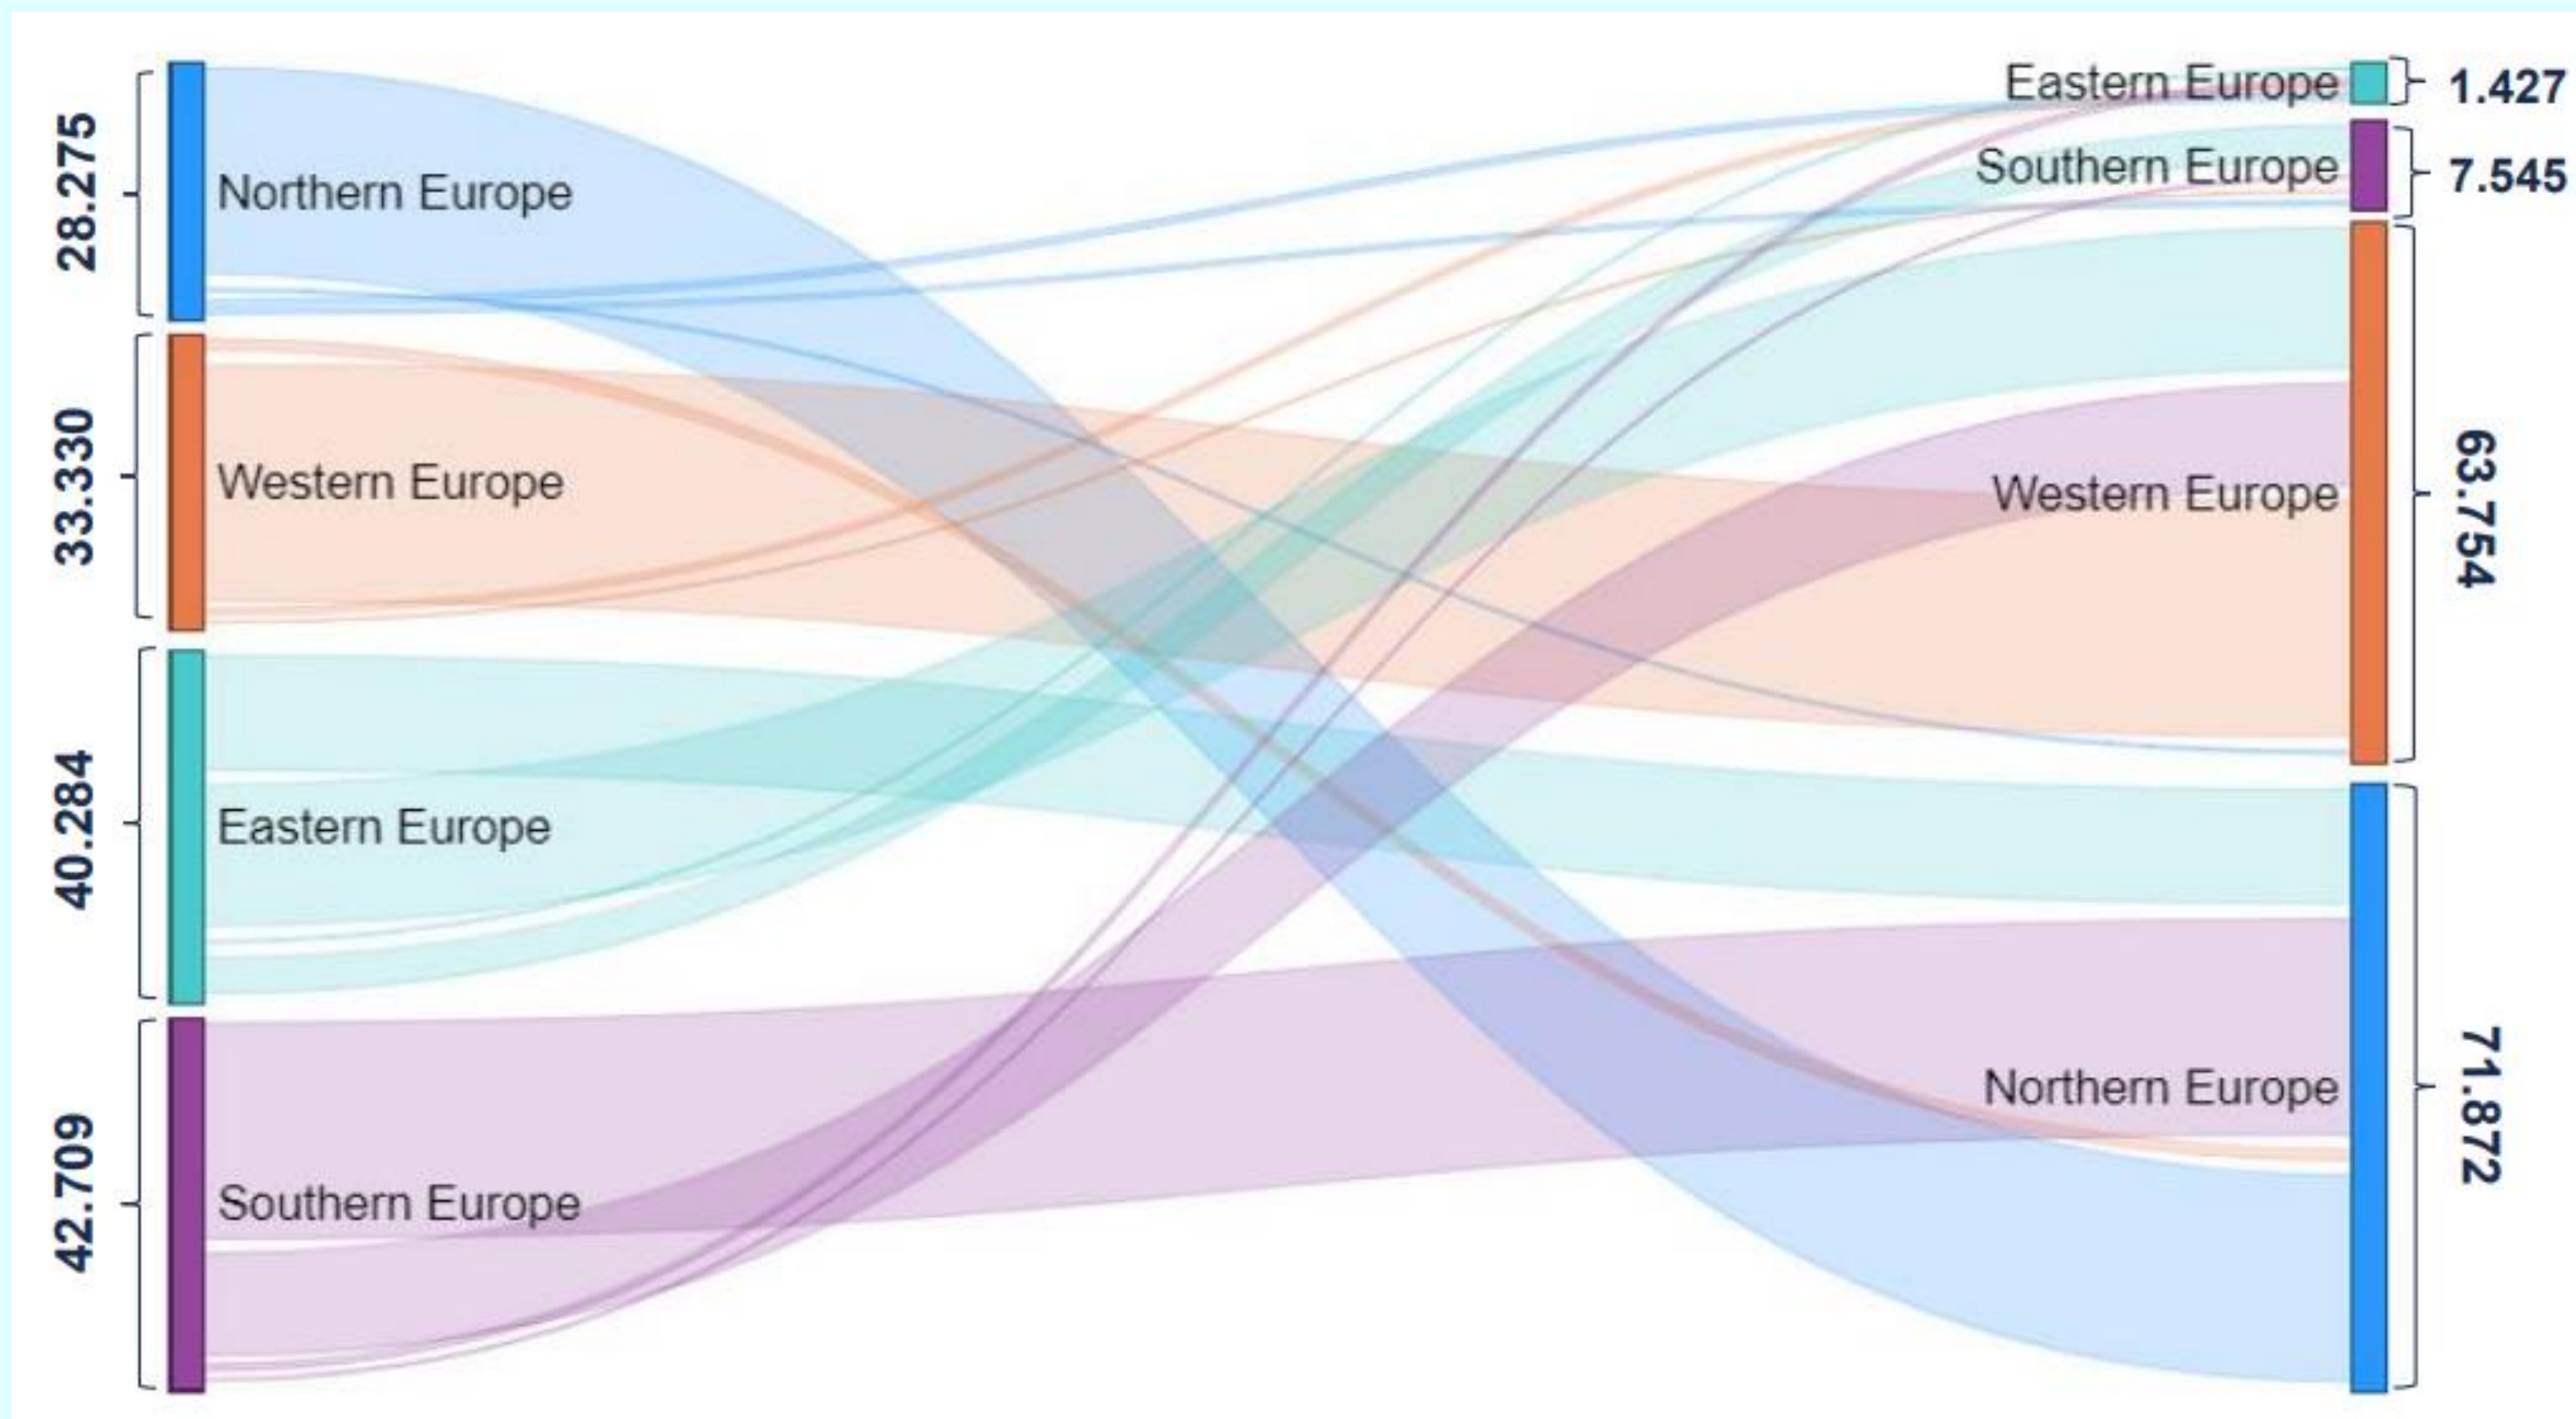 28.275
Northern Europe
33.330
Western Europe
40.284
Eastern Europe
42.709
Southern Europe
Eastern Europe
1.427
Southern Europe
7.545
Western Europe
63.754
Northern Europe
71.872